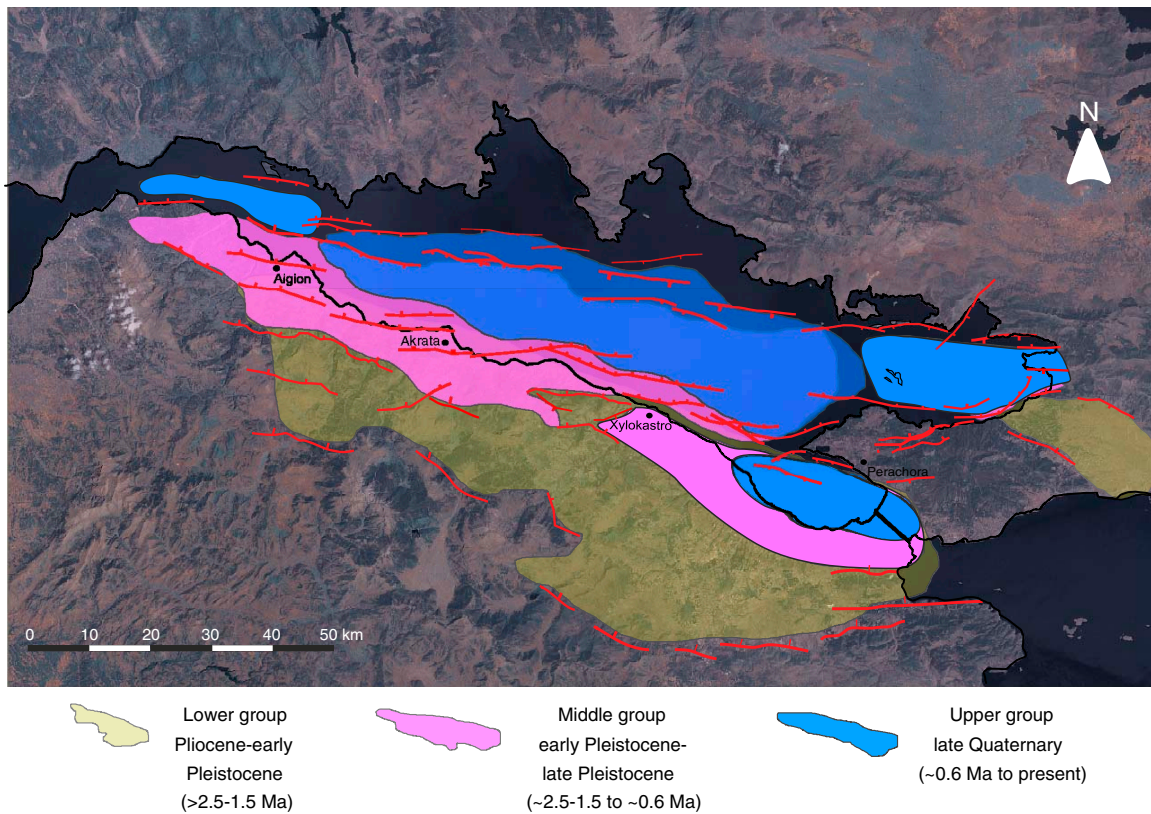 N
Aigion
Akrata
Xylokastro
Perachora
0 10 20 30 40 50 km
Lower group
Pliocene-early
Pleistocene
(>2.5-1.5 Ma)
Middle group
early Pleistocene-
late Pleistocene
(~2.5-1.5 to ~0.6 Ma)
Upper group
late Quaternary
(~0.6 Ma to present)